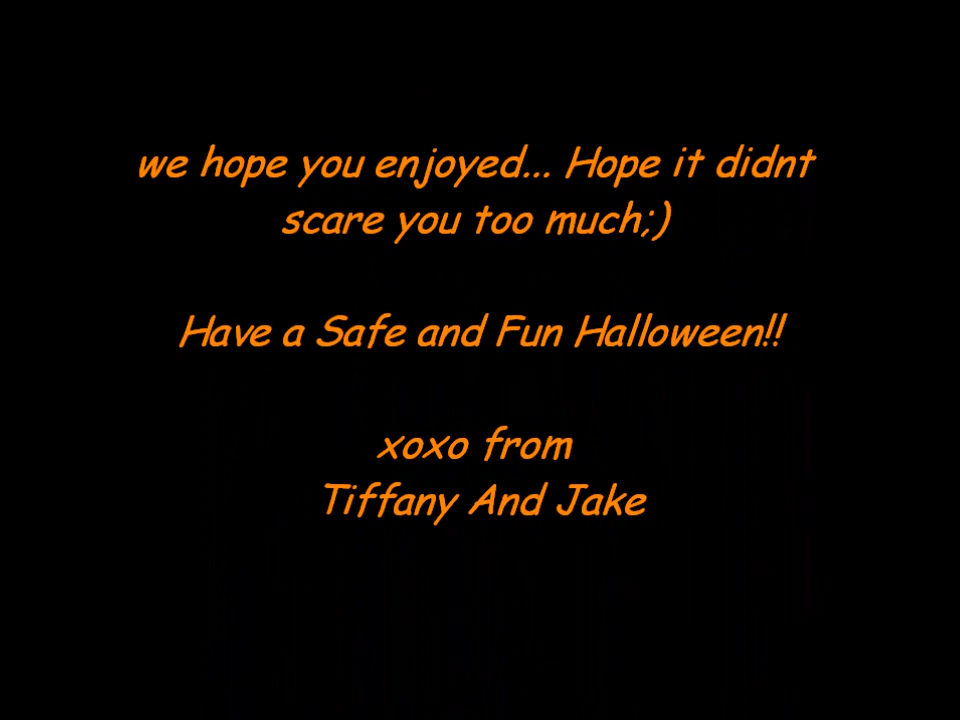 we hope you enjoyed... Hope it didnt
scare you too much;)
Have a Safe and Fun Halloween!!
xoxo from
Tiffany And Jake